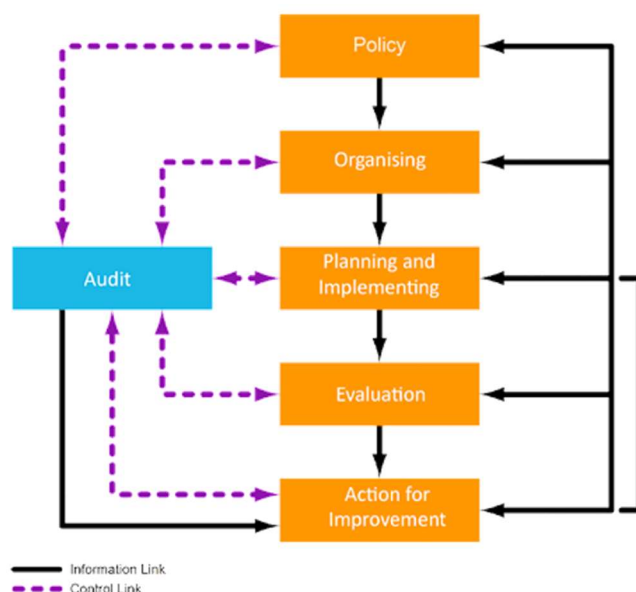 Policy
Organising
Audit
Planning and
Implementing
Evaluation
Action for
Improvement
Information Link
Control Link